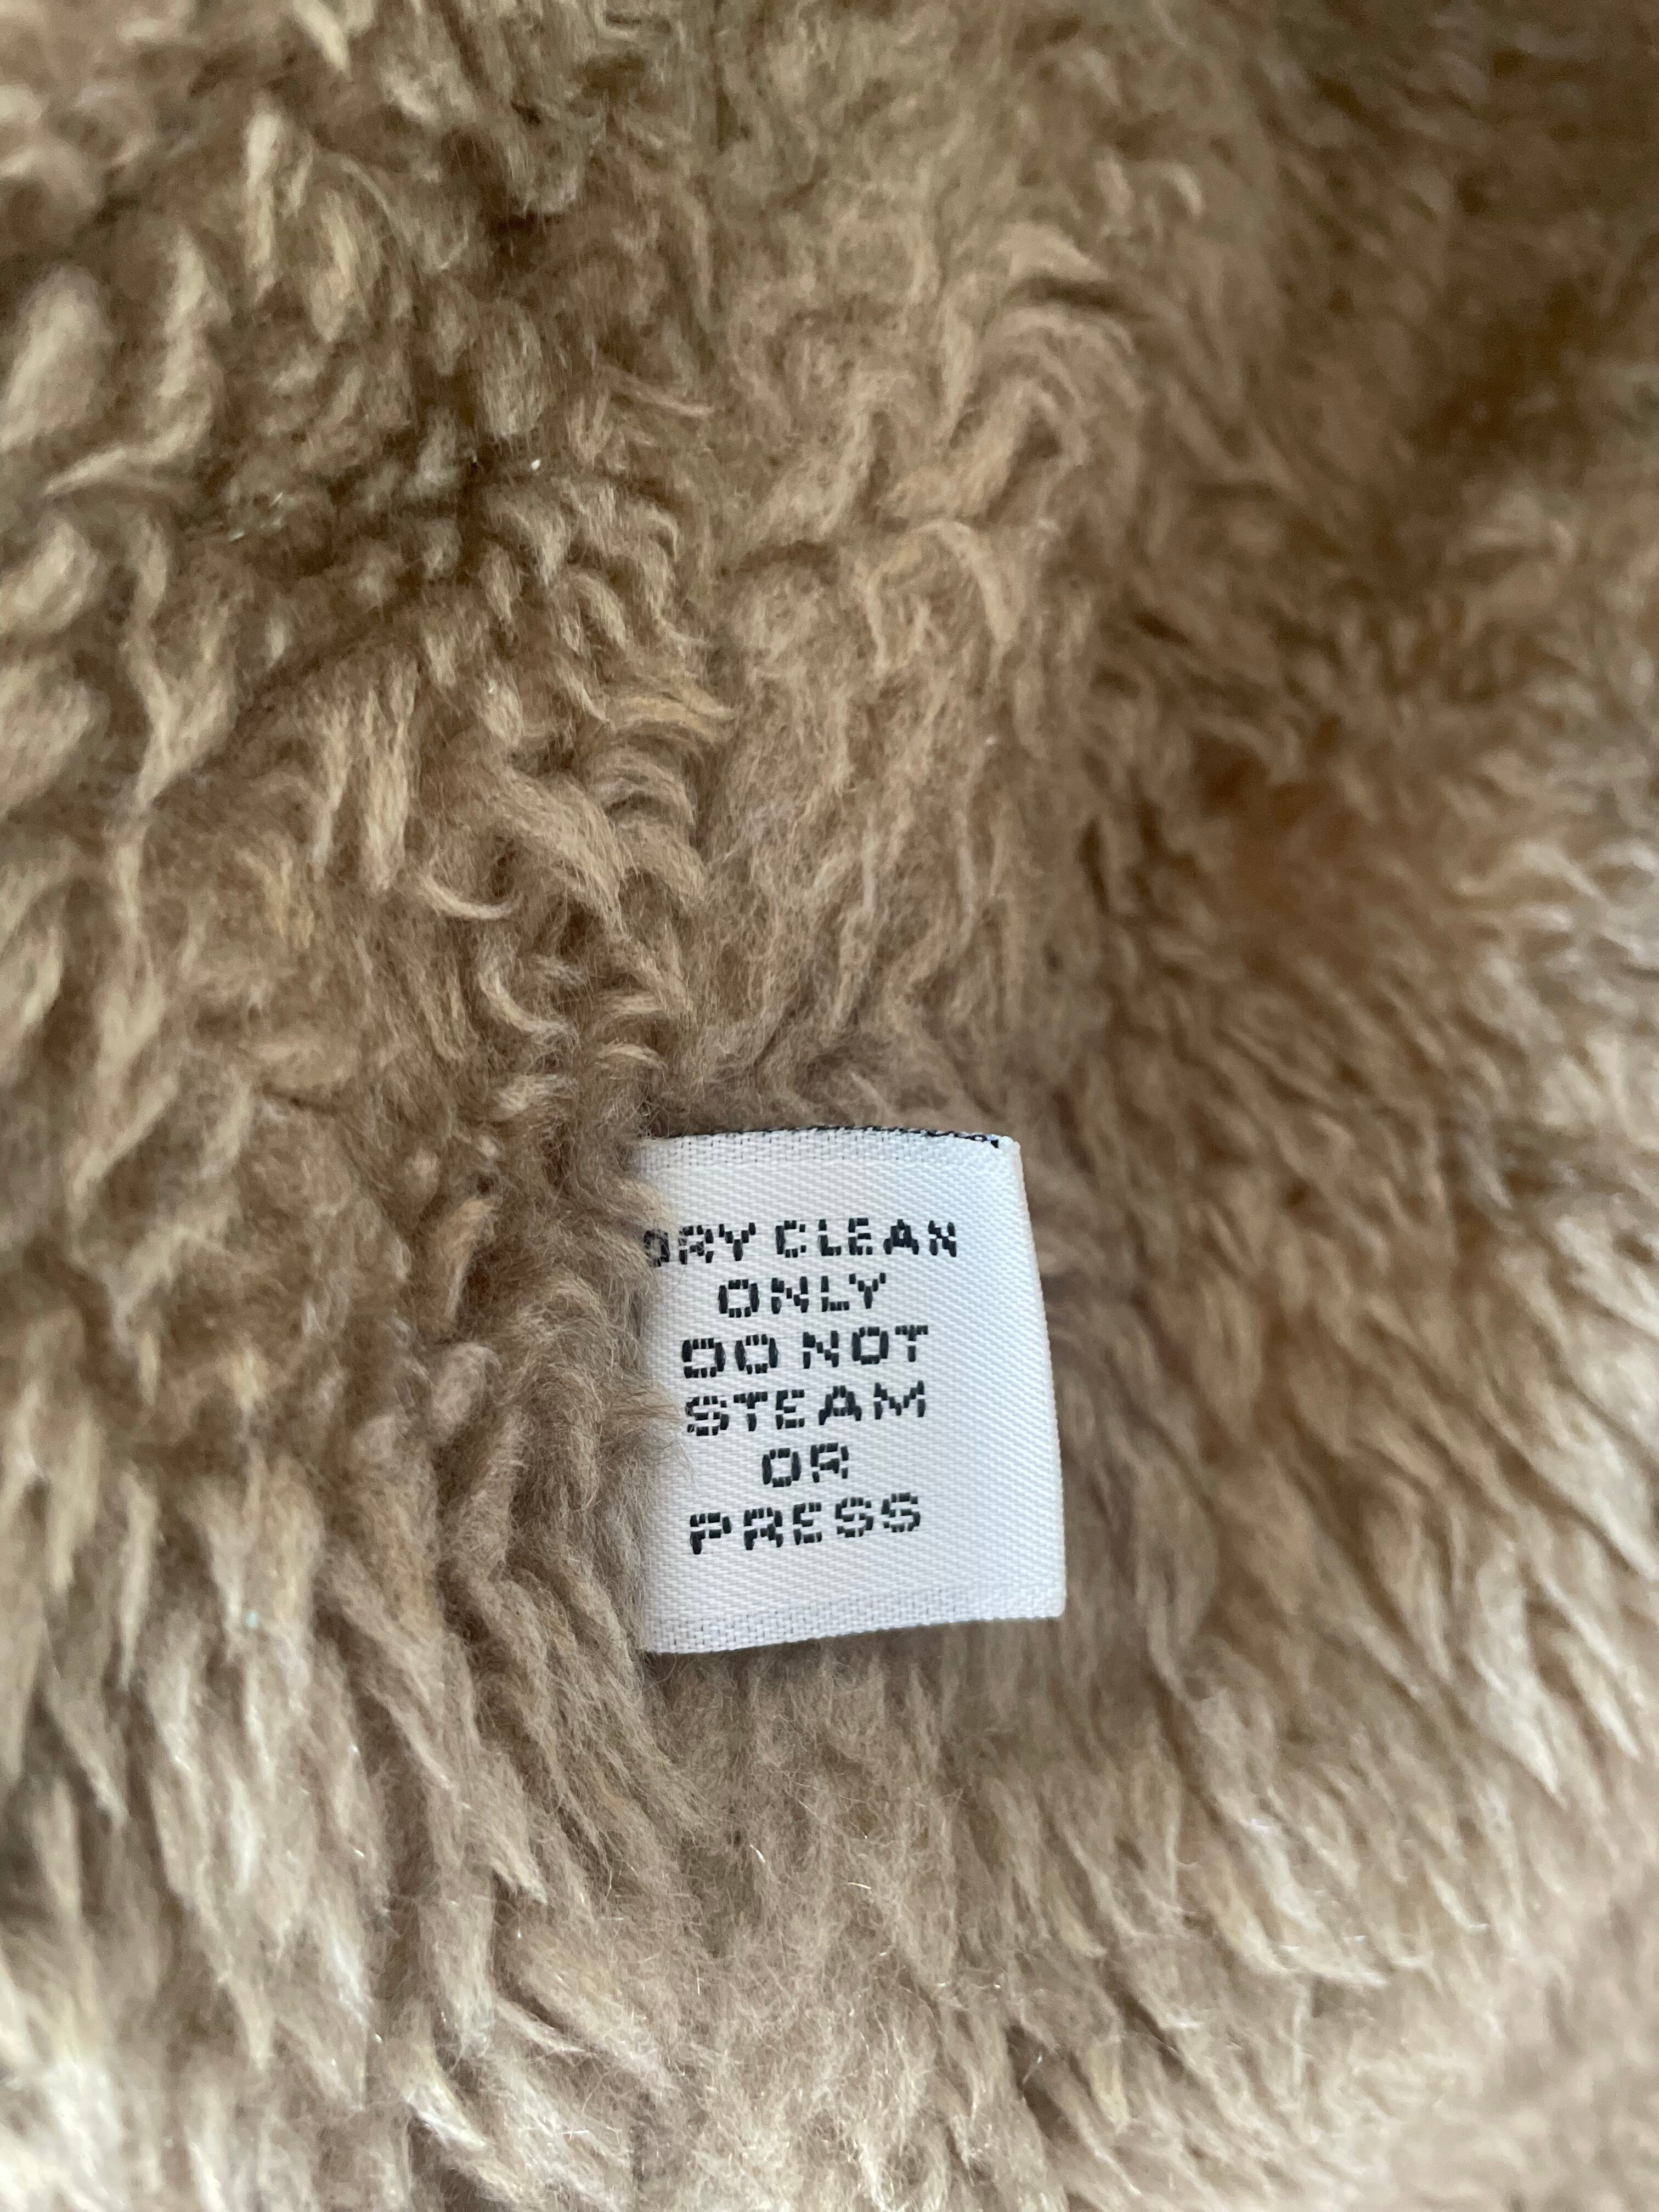 DRY CLEAN
ONLY
DO NOT
STEAM
OR
PRESS